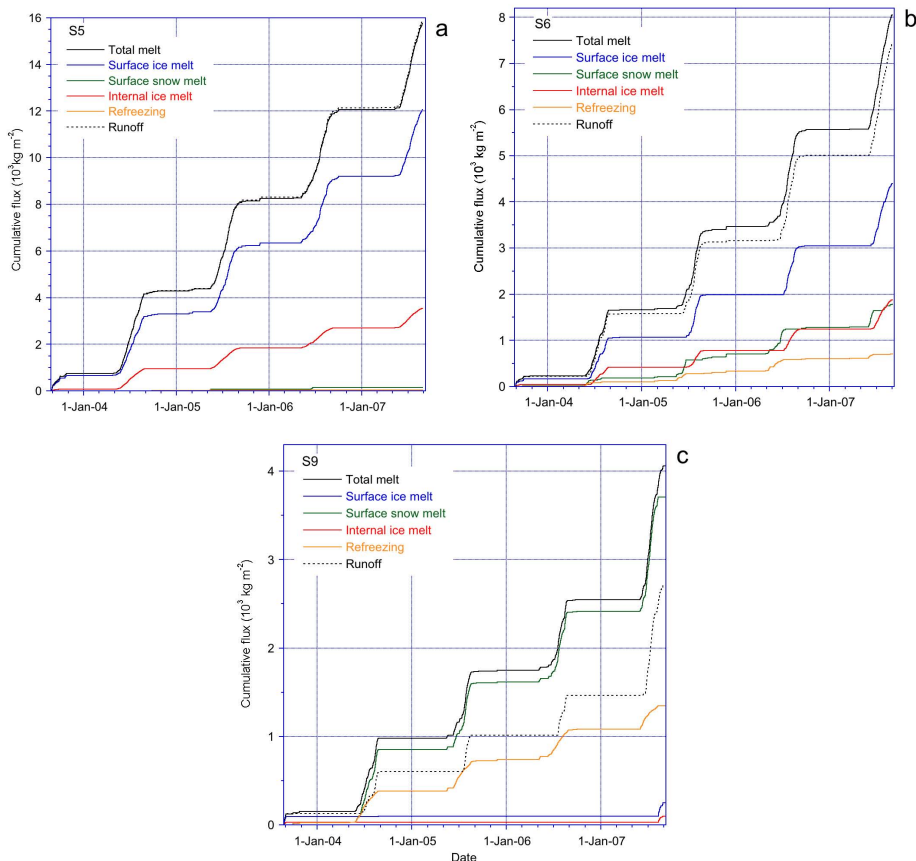 a
S5
Total melt
Surface ice melt
Surface snow melt
Internal ice melt
Refreezing
Runoff
Cumulative flux (10³kg m⁻²)
16
14
12
10
8
6
4
2
0
1-Jan-04 1-Jan-05 1-Jan-06 1-Jan-07
b
S6
Total melt
Surface ice melt
Surface snow melt
Internal ice melt
Refreezing
Runoff
Cumulative flux (10³ kg m⁻²)
8
7
6
5
4
3
2
1
0
1-Jan-04 1-Jan-05 1-Jan-06 1-Jan-07
c
S9
Total melt
Surface ice melt
Surface snow melt
Internal ice melt
Refreezing
Runoff
Cumulative flux (10³ kg m⁻²)
4
3
2
1
0
1-Jan-04 1-Jan-05 1-Jan-06 1-Jan-07
Date